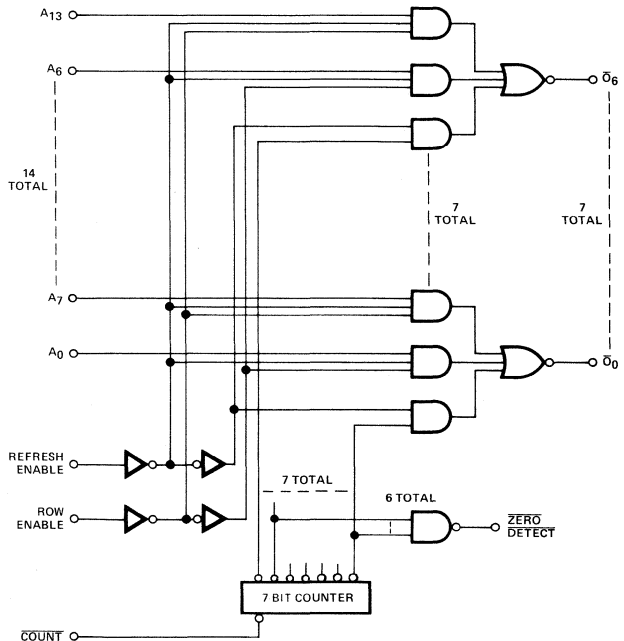 A13
A6
Ō6
14
TOTAL
7
TOTAL
7
TOTAL
A7
A0
Ō0
REFRESH
ENABLE
7 TOTAL
6 TOTAL
ROW
ENABLE
ZERO
DETECT
7 BIT COUNTER
COUNT